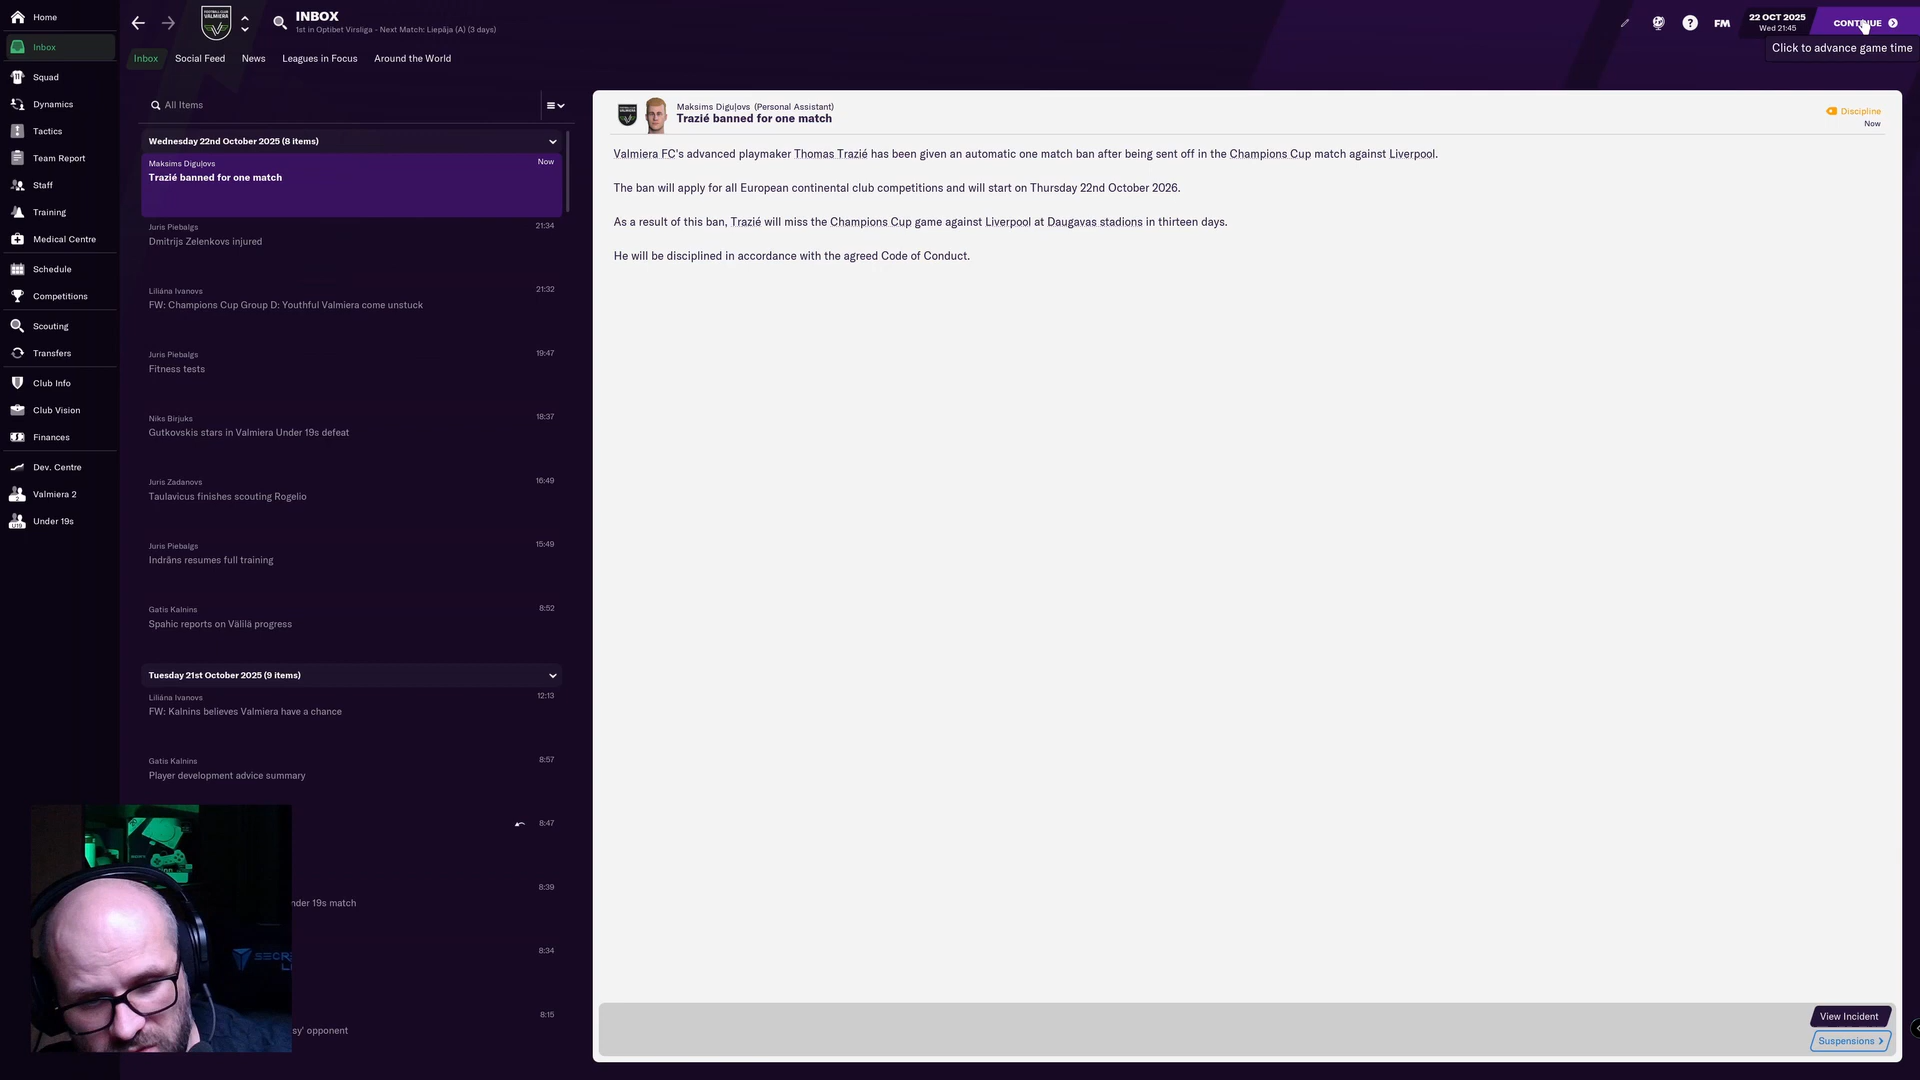 Home
Inbox
Squad
Dynamics
Tactics
Team Report
Staff
Training
Medical Centre
Schedule
Competitions
Scouting
Transfers
Club Info
Club Vision
Finances
Dev. Centre
Valmiera 2
Under 19s
INBOX
1st in Optibet Virsliga - Next Match: Liepāja (A) (3 days)
FM
22 OCT 2025
Wed 21:45
CONTINUE
Click to advance game time
Inbox
Social Feed
News
Leagues in Focus
Around the World
All Items
Wednesday 22nd October 2025 (8 items)
Maksims Diguļovs
Now
Trazié banned for one match
Juris Piebalgs
21:34
Dmitrijs Zelenkovs injured
Liliāna Ivanovs
21:32
FW: Champions Cup Group D: Youthful Valmiera come unstuck
Juris Piebalgs
19:47
Fitness tests
Niks Birjuks
18:37
Gutkovskis stars in Valmiera Under 19s defeat
Juris Zadanovs
16:49
Taulavicus finishes scouting Rogelio
Juris Piebalgs
15:49
Indrāns resumes full training
Gatis Kalnins
8:52
Spahic reports on Välilä progress
Tuesday 21st October 2025 (9 items)
Liliāna Ivanovs
12:13
FW: Kalnins believes Valmiera have a chance
Gatis Kalnins
8:57
Player development advice summary
8:47
8:39
19s match
8:34
8:15
opponent
Maksims Diguļovs (Personal Assistant)
Trazié banned for one match
Discipline
Now
Valmiera FC's advanced playmaker Thomas Trazié has been given an automatic one match ban after being sent off in the Champions Cup match against Liverpool.
The ban will apply for all European continental club competitions and will start on Thursday 22nd October 2026.
As a result of this ban, Trazié will miss the Champions Cup game against Liverpool at Daugavas stadions in thirteen days.
He will be disciplined in accordance with the agreed Code of Conduct.
View Incident
Suspensions